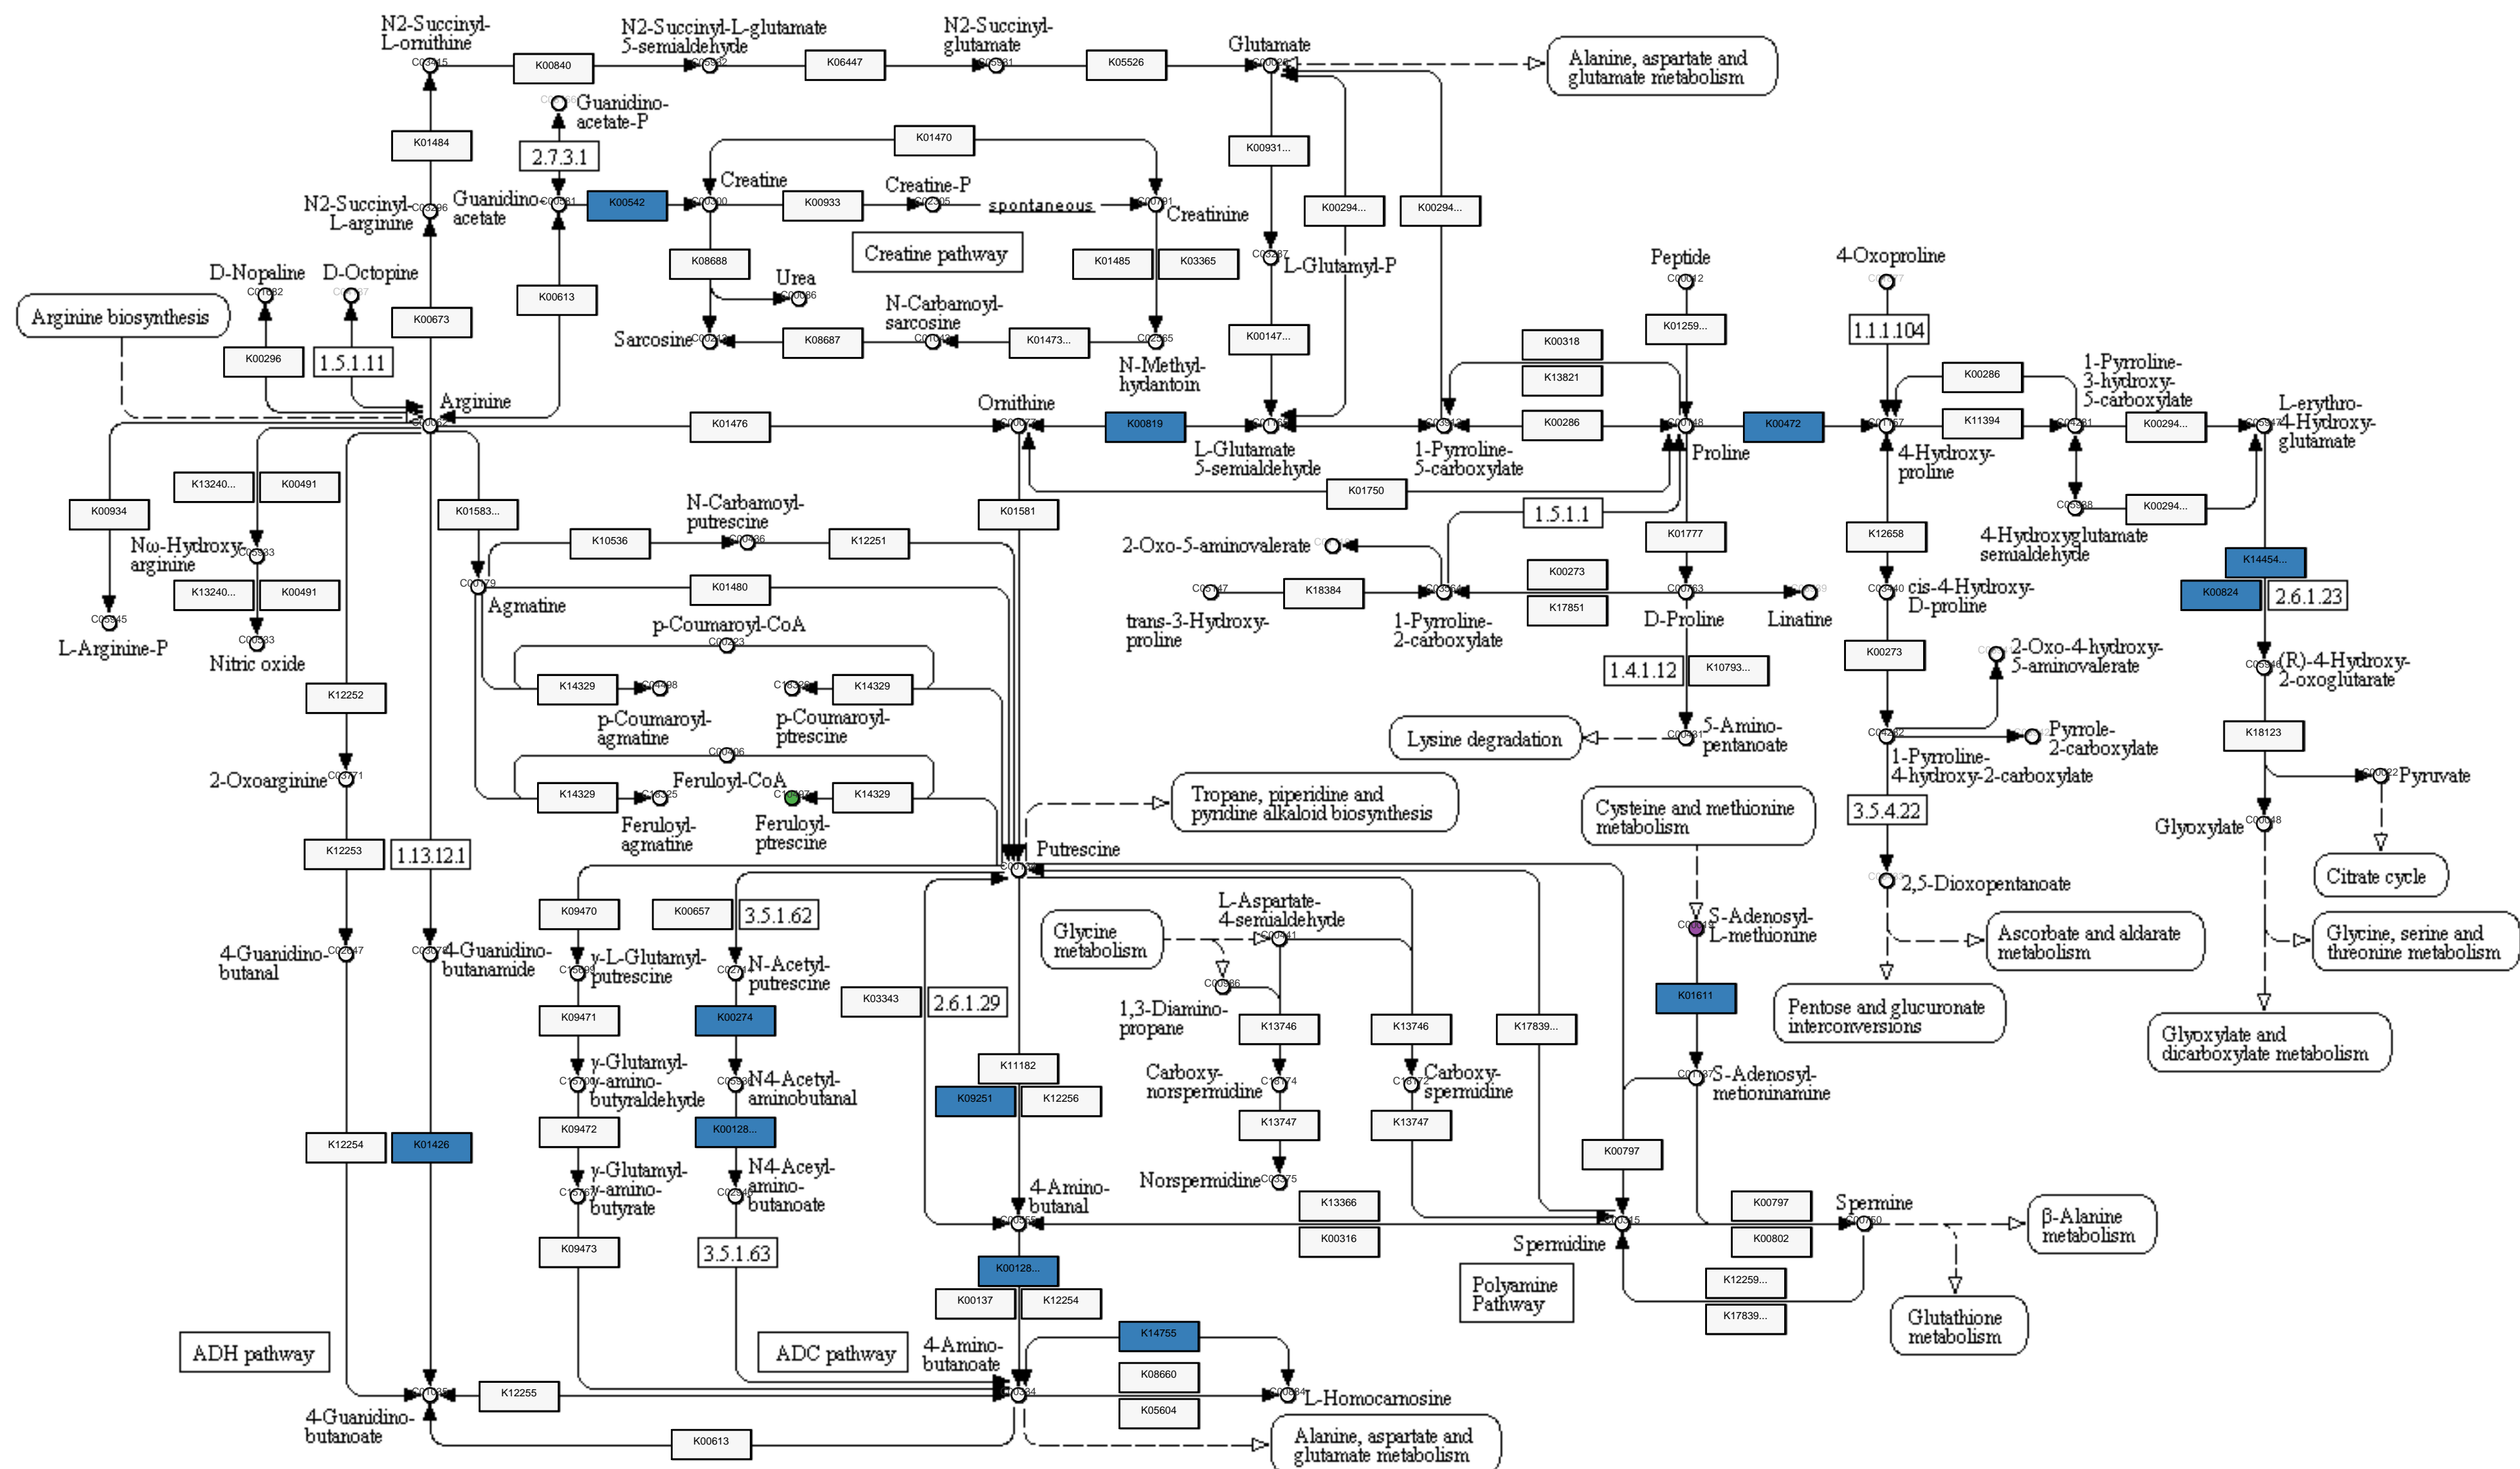 N2-Succinyl-
L-ornithine
N2-Succinyl-L-glutamate
5-semialdehyde
N2-Succinyl-
glutamate
Glutamate
K00840
K06447
K05526
Alanine, aspartate and
glutamate metabolism
Guanidino-
acetate-P
K01484
2.7.3.1
K01470
K00931...
Creatine
Creatine-P
N2-Succinyl-
L-arginine
Guanidino-
acetate
K00542
K00933
spontaneous
Creatinine
K00294...
K00294...
Creatine pathway
K08688
K01485
K03365
L-Glutamyl-P
Peptide
4-Oxoproline
C00012
D-Nopaline
D-Octopine
Urea
K00613
Arginine biosynthesis
N-Carbamoyl-
sarcosine
K00673
Sarcosine
K08687
K01473...
K00147...
K01259...
1.1.1.104
K00296
1.5.1.11
N-Methyl-
hydantoin
K00318
K13821
K00286
1-Pyrroline-
3-hydroxy-
5-carboxylate
Arginine
Ornithine
K01476
K00819
K00286
K00472
K11394
K00294...
L-erythro-
4-Hydroxy-
glutamate
L-Glutamate
5-semialdehyde
1-Pyrroline-
5-carboxylate
Proline
4-Hydroxy-
proline
K13240...
K00491
K01750
K00934
K01583...
N-Carbamoyl-
putrescine
K01581
1.5.1.1
K00294...
4-Hydroxyglutamate
semialdehyde
Nω-Hydroxy-
arginine
K10536
K12251
2-Oxo-5-aminovalerate
K01777
K12658
K14454...
K00824
2.6.1.23
K13240...
K00491
C00179
Agmatine
K01480
K18384
K00273
K17851
trans-3-Hydroxy-
proline
1-Pyrroline-
2-carboxylate
D-Proline
Linatine
cis-4-Hydroxy-
D-proline
L-Arginine-P
Nitric oxide
p-Coumaroyl-CoA
1.4.1.12
K10793...
K00273
2-Oxo-4-hydroxy-
5-aminovalerate
(R)-4-Hydroxy-
2-oxoglutarate
K12252
K14329
K14329
p-Coumaroyl-
agmatine
p-Coumaroyl-
ptrescine
Lysine degradation
5-Amino-
pentanoate
Pyrrole-
2-carboxylate
K18123
1-Pyrroline-
4-hydroxy-2-carboxylate
2-Oxoarginine
Feruloyl-CoA
K14329
K14329
Feruloyl-
agmatine
Feruloyl-
ptrescine
Tropane, piperidine and
pyridine alkaloid biosynthesis
Cysteine and methionine
metabolism
3.5.4.22
Pyruvate
Glyoxylate
K12253
1.13.12.1
Putrescine
Citrate cycle
2,5-Dioxopentanoate
K09470
K00657
3.5.1.62
Glycine
metabolism
L-Aspartate-
4-semialdehyde
S-Adenosyl-
L-methionine
Ascorbate and aldarate
metabolism
Glycine, serine and
threonine metabolism
4-Guanidino-
butanal
4-Guanidino-
butanamide
γ-L-Glutamyl-
putrescine
N-Acetyl-
putrescine
K03343
2.6.1.29
1,3-Diamino-
propane
K01611
Pentose and glucuronate
interconversions
K09471
K00274
K13746
K13746
K17839...
Glyoxylate and
dicarboxylate metabolism
γ-Glutamyl-
γ-amino-
butyraldehyde
N4-Acetyl-
aminobutanal
K11182
K09251
K12256
Carboxy-
norspermidine
Carboxy-
spermidine
S-Adenosyl-
metioninamine
K12254
K01426
K09472
K00128...
K13747
K13747
K00797
γ-Glutamyl-
γ-amino-
butyrate
N4-Aceyl-
amino-
butanoate
4-Amino-
butanal
Norspermidine
K13366
K00316
Spermidine
K00797
K00802
Spermine
β-Alanine
metabolism
K09473
3.5.1.63
K00128...
K00137
K12254
Polyamine
Pathway
K12259...
K17839...
Glutathione
metabolism
ADH pathway
ADC pathway
4-Amino-
butanoate
K14755
K08660
K05604
K12255
L-Homocarnosine
4-Guanidino-
butanoate
K00613
Alanine, aspartate and
glutamate metabolism